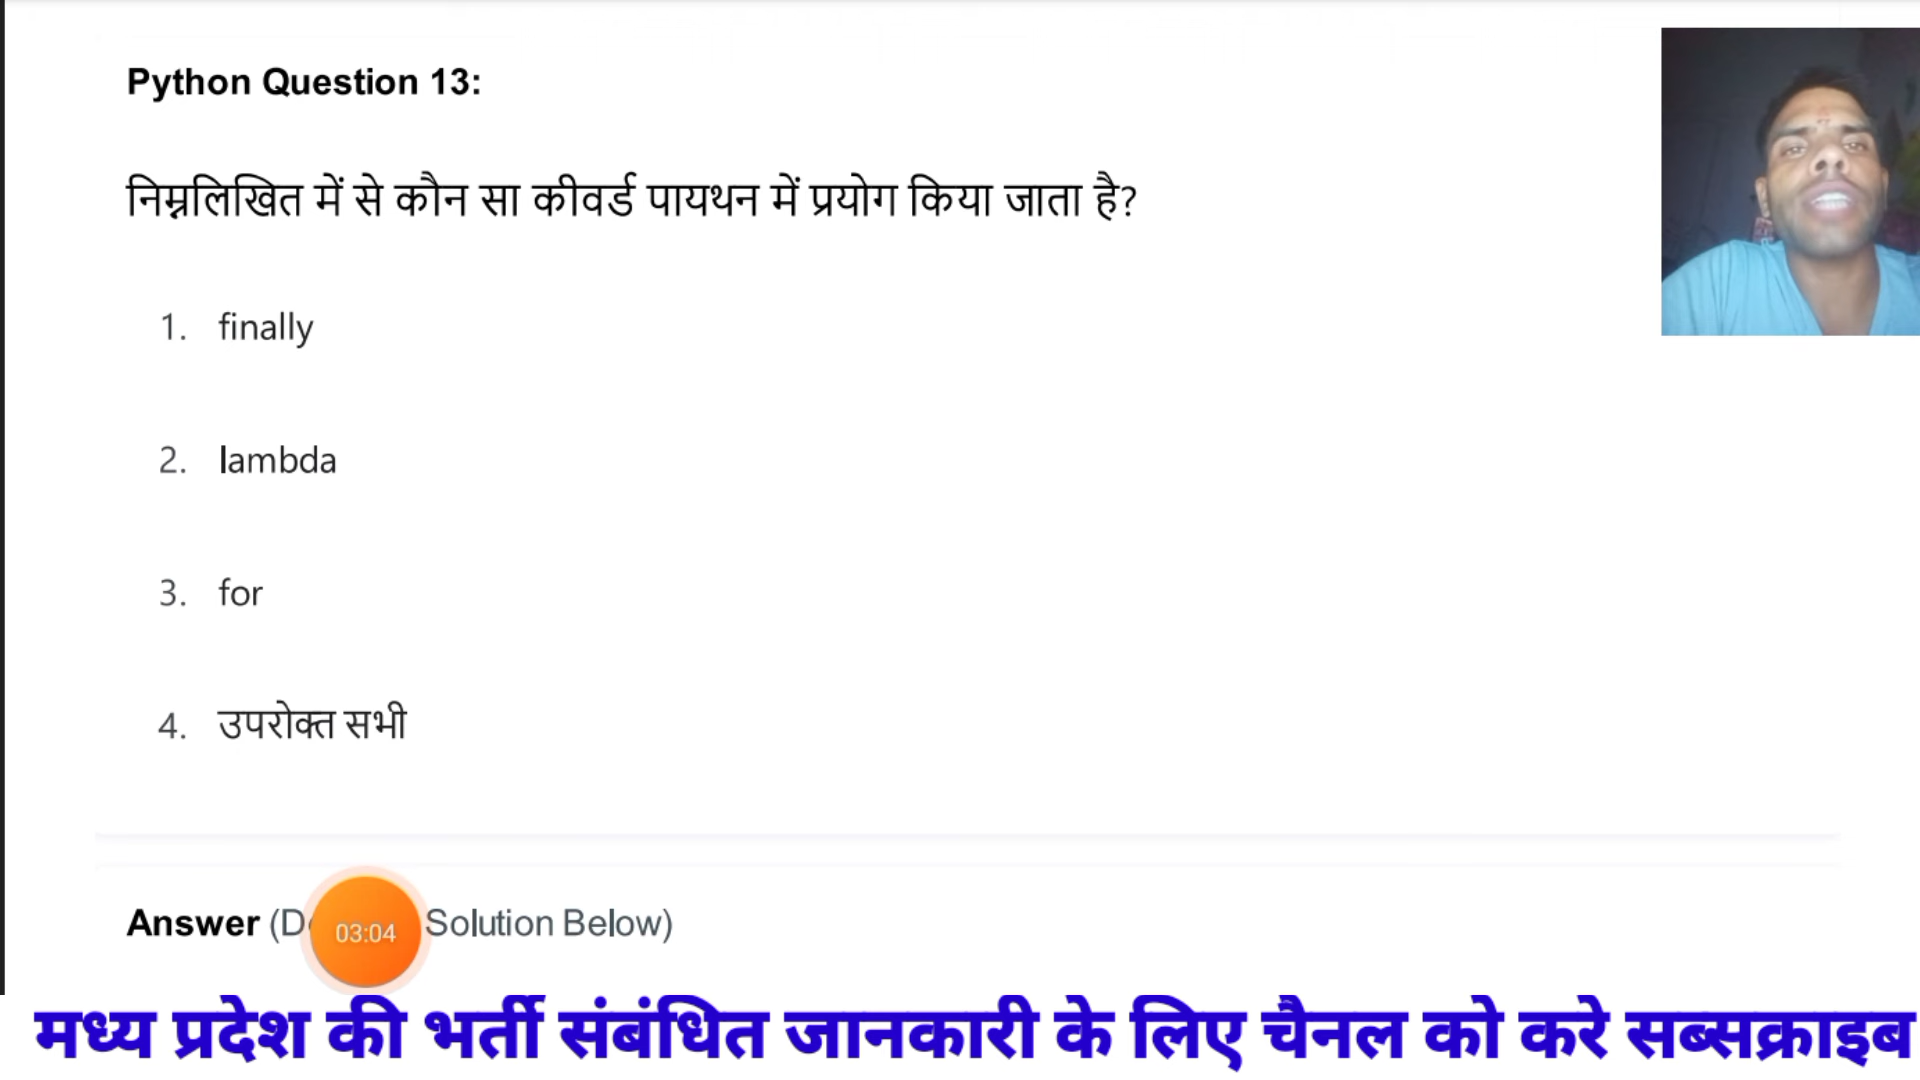 Python Question 13:
निम्नलिखित में से कौन सा कीवर्ड पायथन में प्रयोग किया जाता है?
1. finally
2. lambda
3. for
4. उपरोक्त सभी
Answer (D Solution Below)
03:04
मध्य प्रदेश की भर्ती संबंधित जानकारी के लिए चैनल को करे सब्सक्राइब